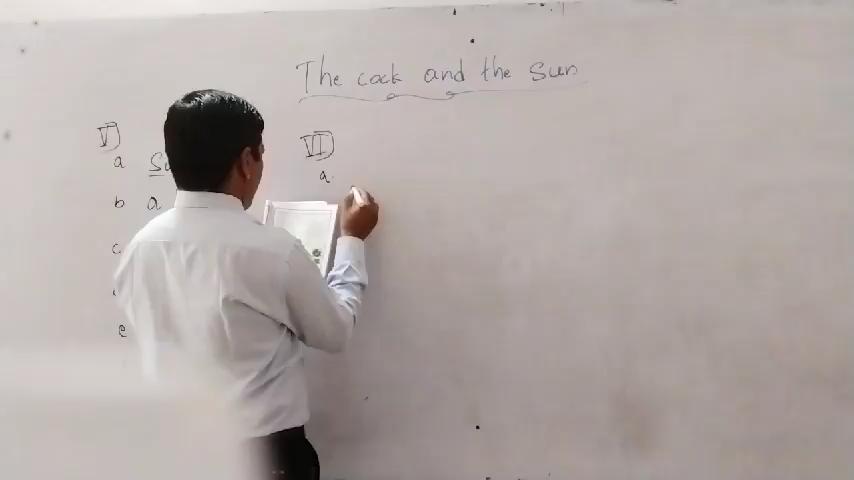 The cock and the Sun
V)
a
b a
c
e
VI)
a.